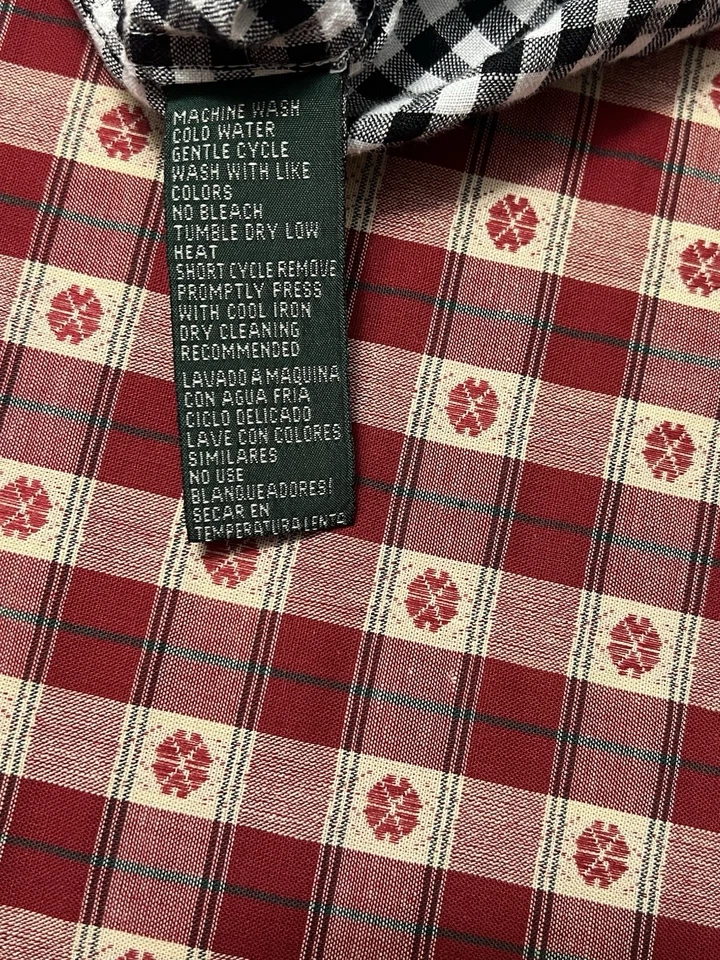 MACHINE WASH
COLD WATER
GENTLE CYCLE
WASH WITH LIKE
COLORS
NO BLEACH
TUMBLE DRY LOW
HEAT
SHORT CYCLE REMOVE
PROMPTLY PRESS
WITH COOL IRON
DRY CLEANING
RECOMMENDED
LAVADO A MAQUINA
CON AGUA FRIA
CICLO DELICADO
LAVE CON COLORES
SIMILARES
NO USE
BLANQUEADORES!
SECAR EN
TEMPERATURA LENTA